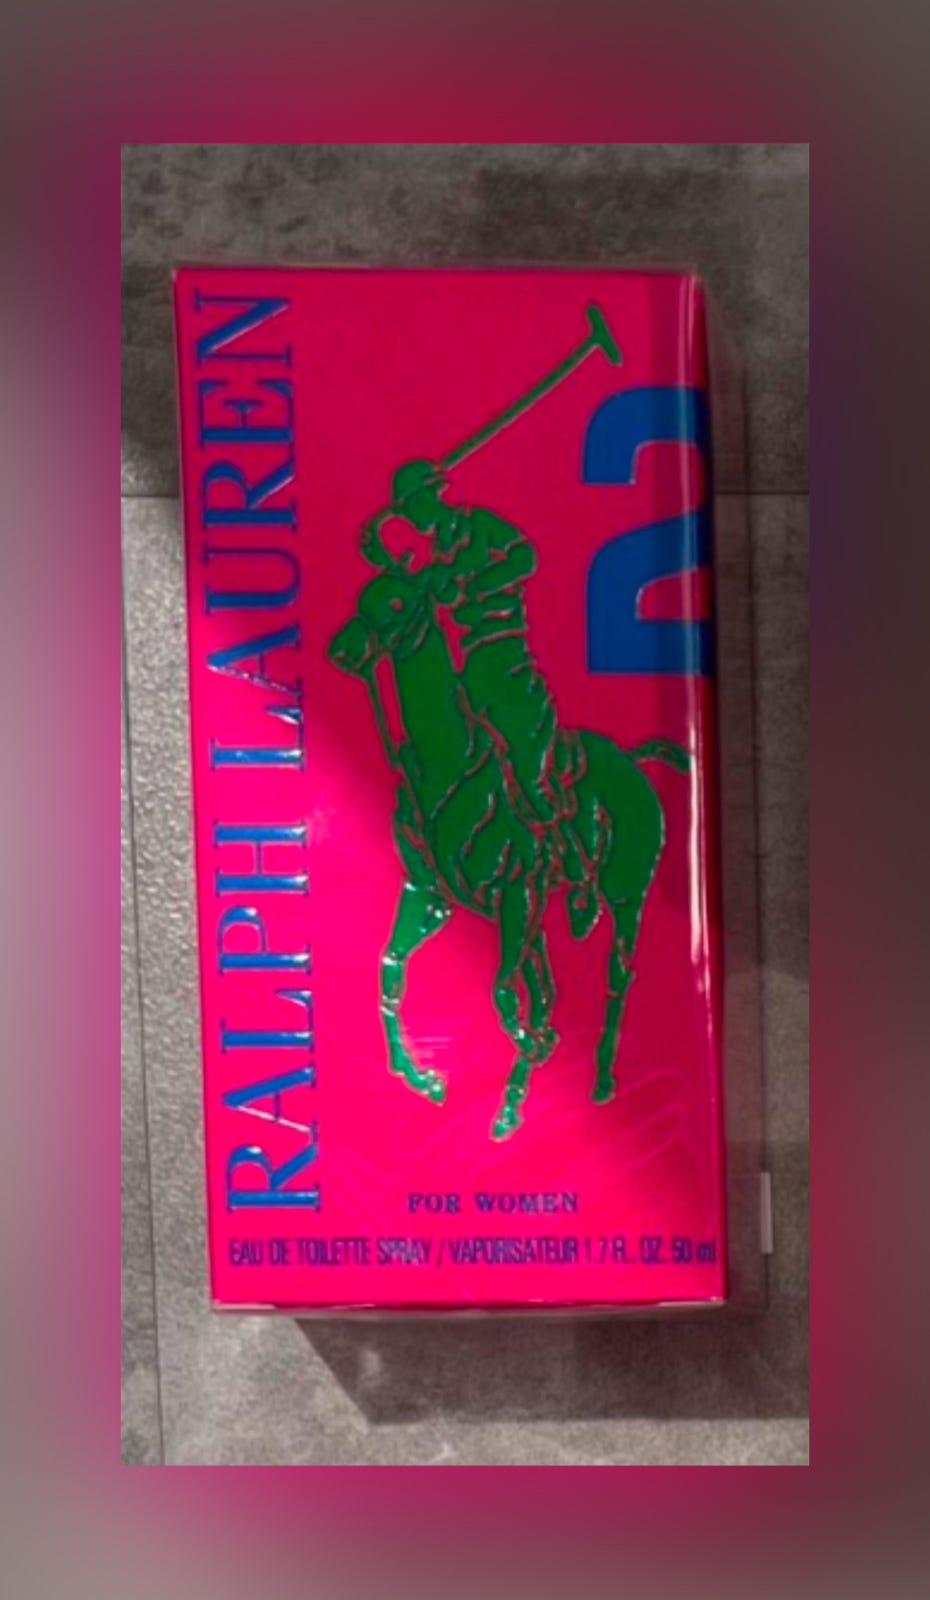 RALPH LAUREN
2
FOR WOMEN
EAU DE TOILETTE SPRAY / VAPORISATEUR 1.7 FL. OZ. 50 ml